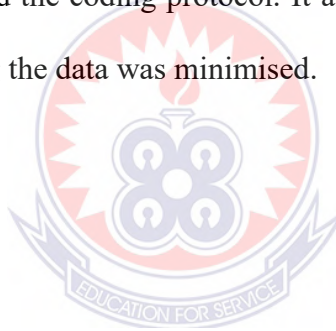 d the coding protocol. It a
the data was minimised.
EDUCATION FOR SERVICE